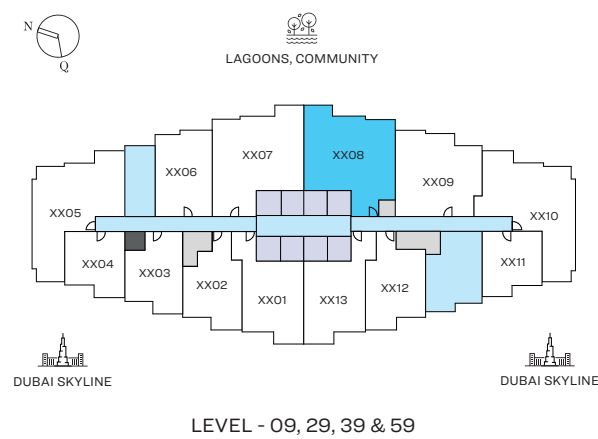 N
Q
LAGOONS, COMMUNITY
XX07
XX08
XX06
XX09
XX05
XX10
XX04
XX03
XX02
XX01
XX13
XX12
XX11
DUBAI SKYLINE
DUBAI SKYLINE
LEVEL - 09, 29, 39 & 59